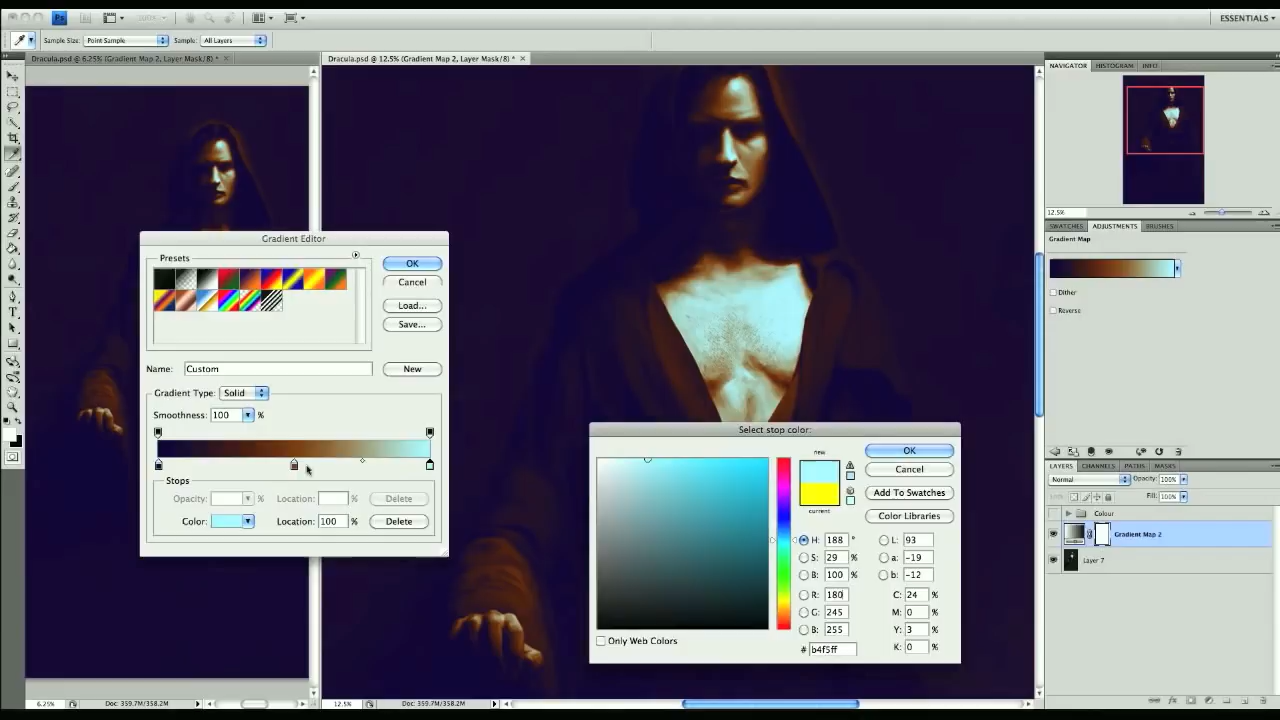 Ps
ESSENTIALS
Sample Size: Point Sample Sample: All Layers
Dracula.psd @ 6.25% (Gradient Map 2, Layer Mask/8) *
Dracula.psd @ 12.5% (Gradient Map 2, Layer Mask/8) *
NAVIGATOR HISTOGRAM INFO
12.5%
SWATCHES ADJUSTMENTS BRUSHES
Gradient Map
Dither
Reverse
Gradient Editor
Presets
OK
Cancel
Load...
Save...
Name: Custom New
Gradient Type: Solid
Smoothness: 100 %
Stops
Opacity: % Location: % Delete
Color: Location: 100 % Delete
Select stop color:
new
current
OK
Cancel
Add To Swatches
Color Libraries
H: 188 ° L: 93
S: 29 % a: -19
B: 100 % b: -12
R: 180 C: 24 %
G: 245 M: 0 %
B: 255 Y: 3 %
# b4f5ff K: 0 %
Only Web Colors
LAYERS CHANNELS PATHS MASKS
Normal Opacity: 100%
Fill: 100%
Colour
Gradient Map 2
Layer 7
6.25% Doc: 359.7M/358.2M
12.5% Doc: 359.7M/358.2M